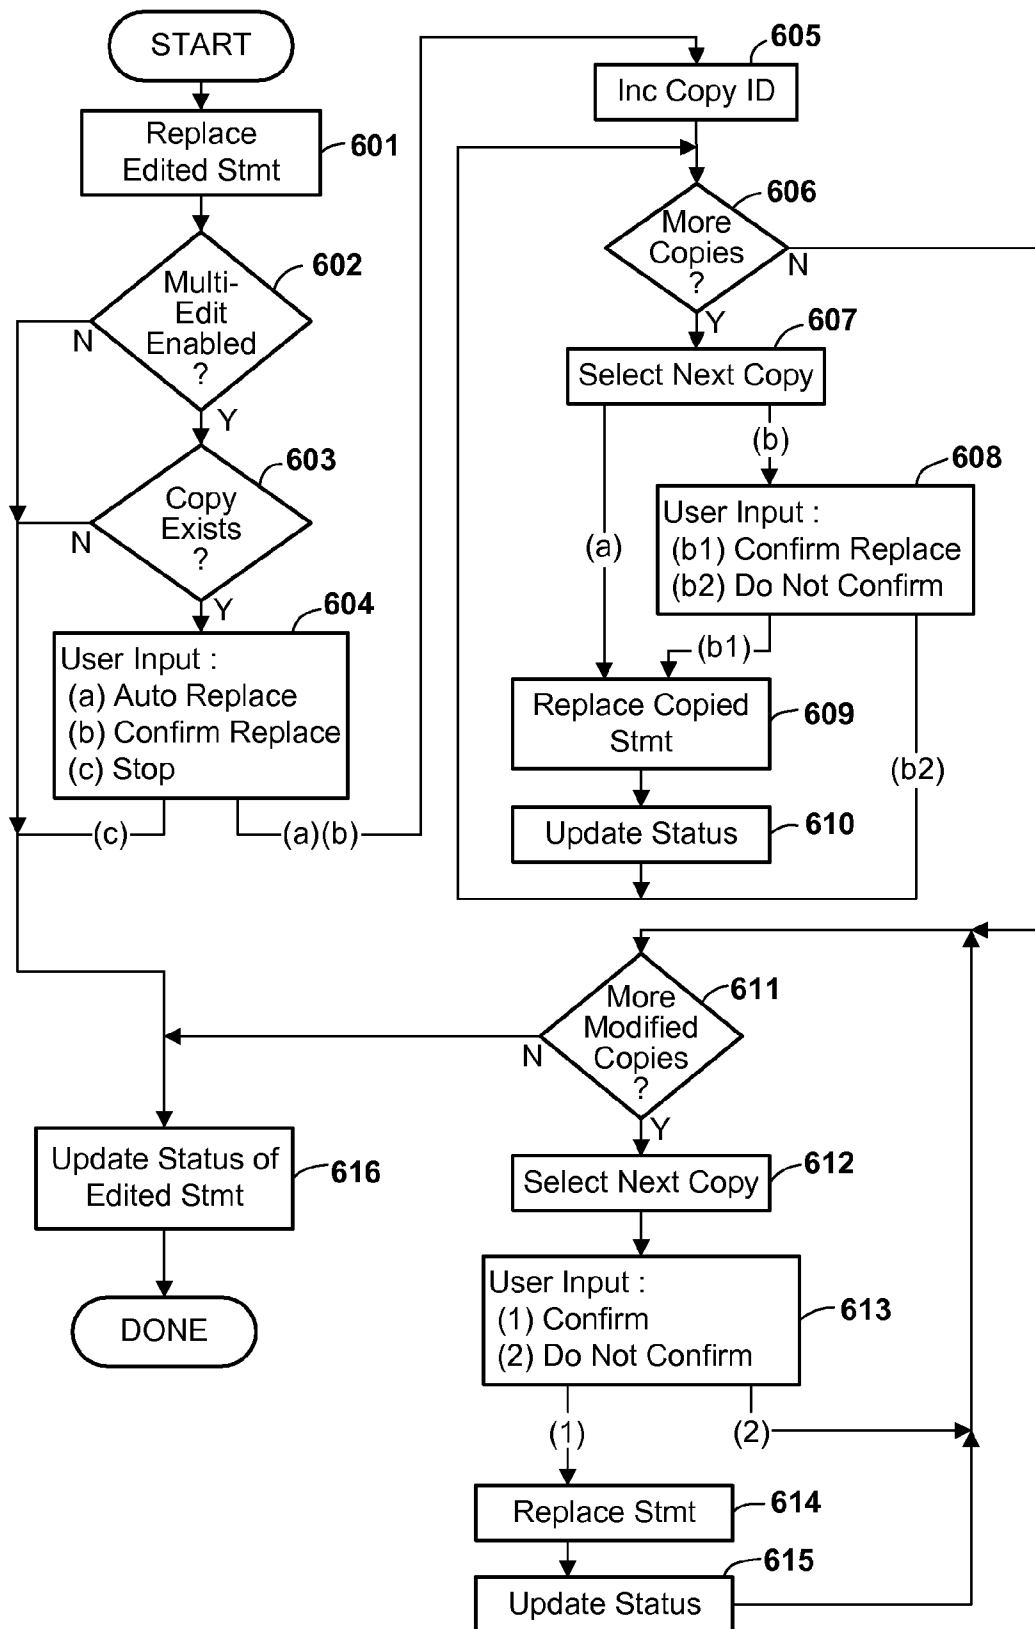 START
Replace
Edited Stmt
601
Multi-
Edit
Enabled
?
602
N
Y
Copy
Exists
?
603
N
Y
604
User Input :
(a) Auto Replace
(b) Confirm Replace
(c) Stop
(c)
(a)(b)
605
Inc Copy ID
More
Copies
?
606
N
Y
607
Select Next Copy
(a)
(b)
608
User Input :
(b1) Confirm Replace
(b2) Do Not Confirm
(b1)
(b2)
Replace Copied
Stmt
609
Update Status
610
More
Modified
Copies
?
611
N
Y
Select Next Copy
612
User Input :
(1) Confirm
(2) Do Not Confirm
613
(1)
(2)
Replace Stmt
614
615
Update Status
Update Status of
Edited Stmt
616
DONE